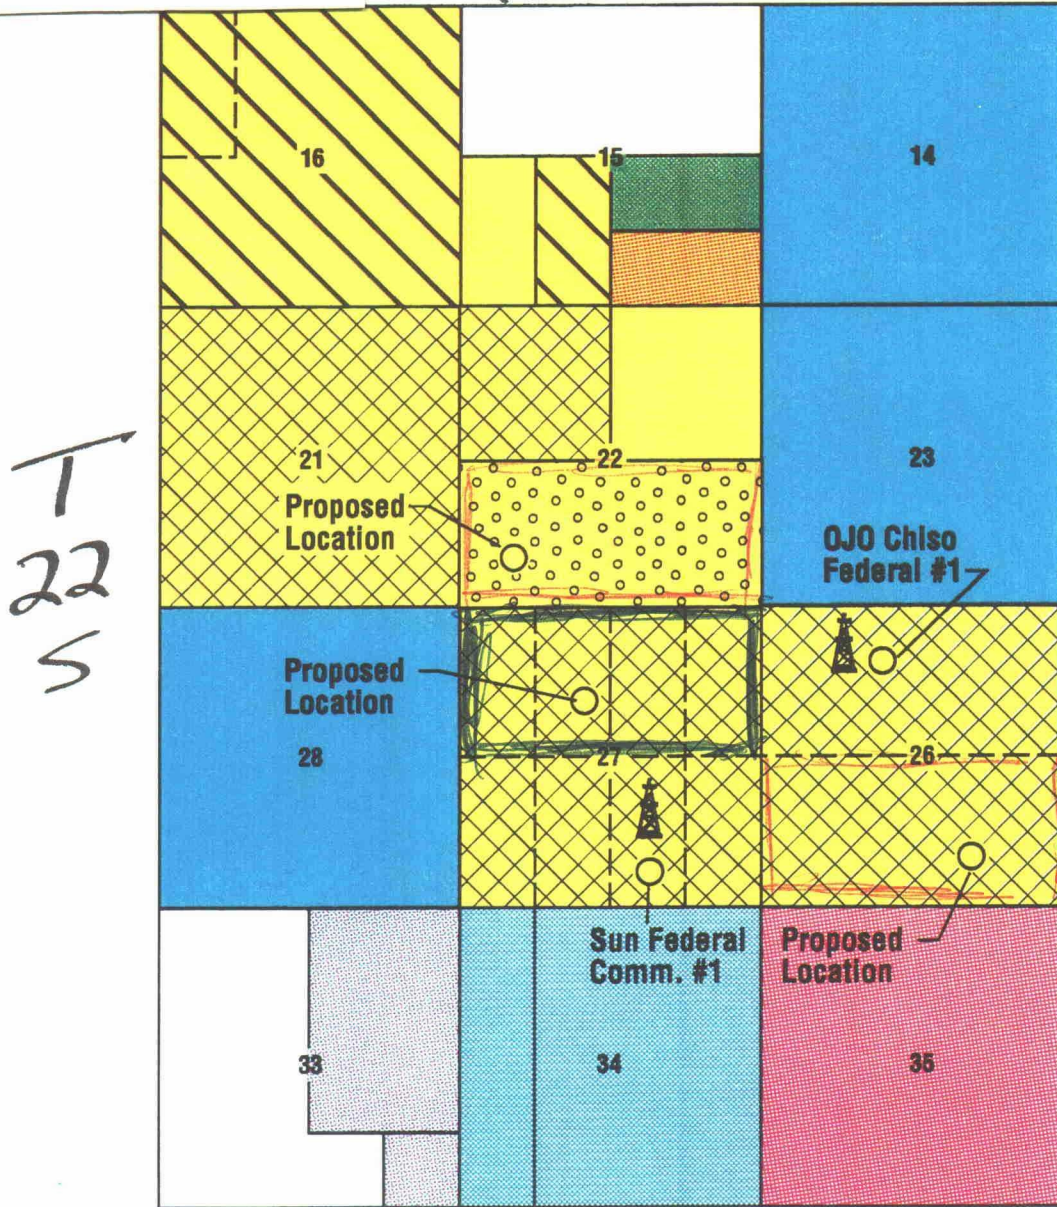 16
15
14
T
22
S
21
22
23
Proposed
Location
OJO Chiso
Federal #1
Proposed
Location
28
27
26
Sun Federal
Comm. #1
Proposed
Location
33
34
35